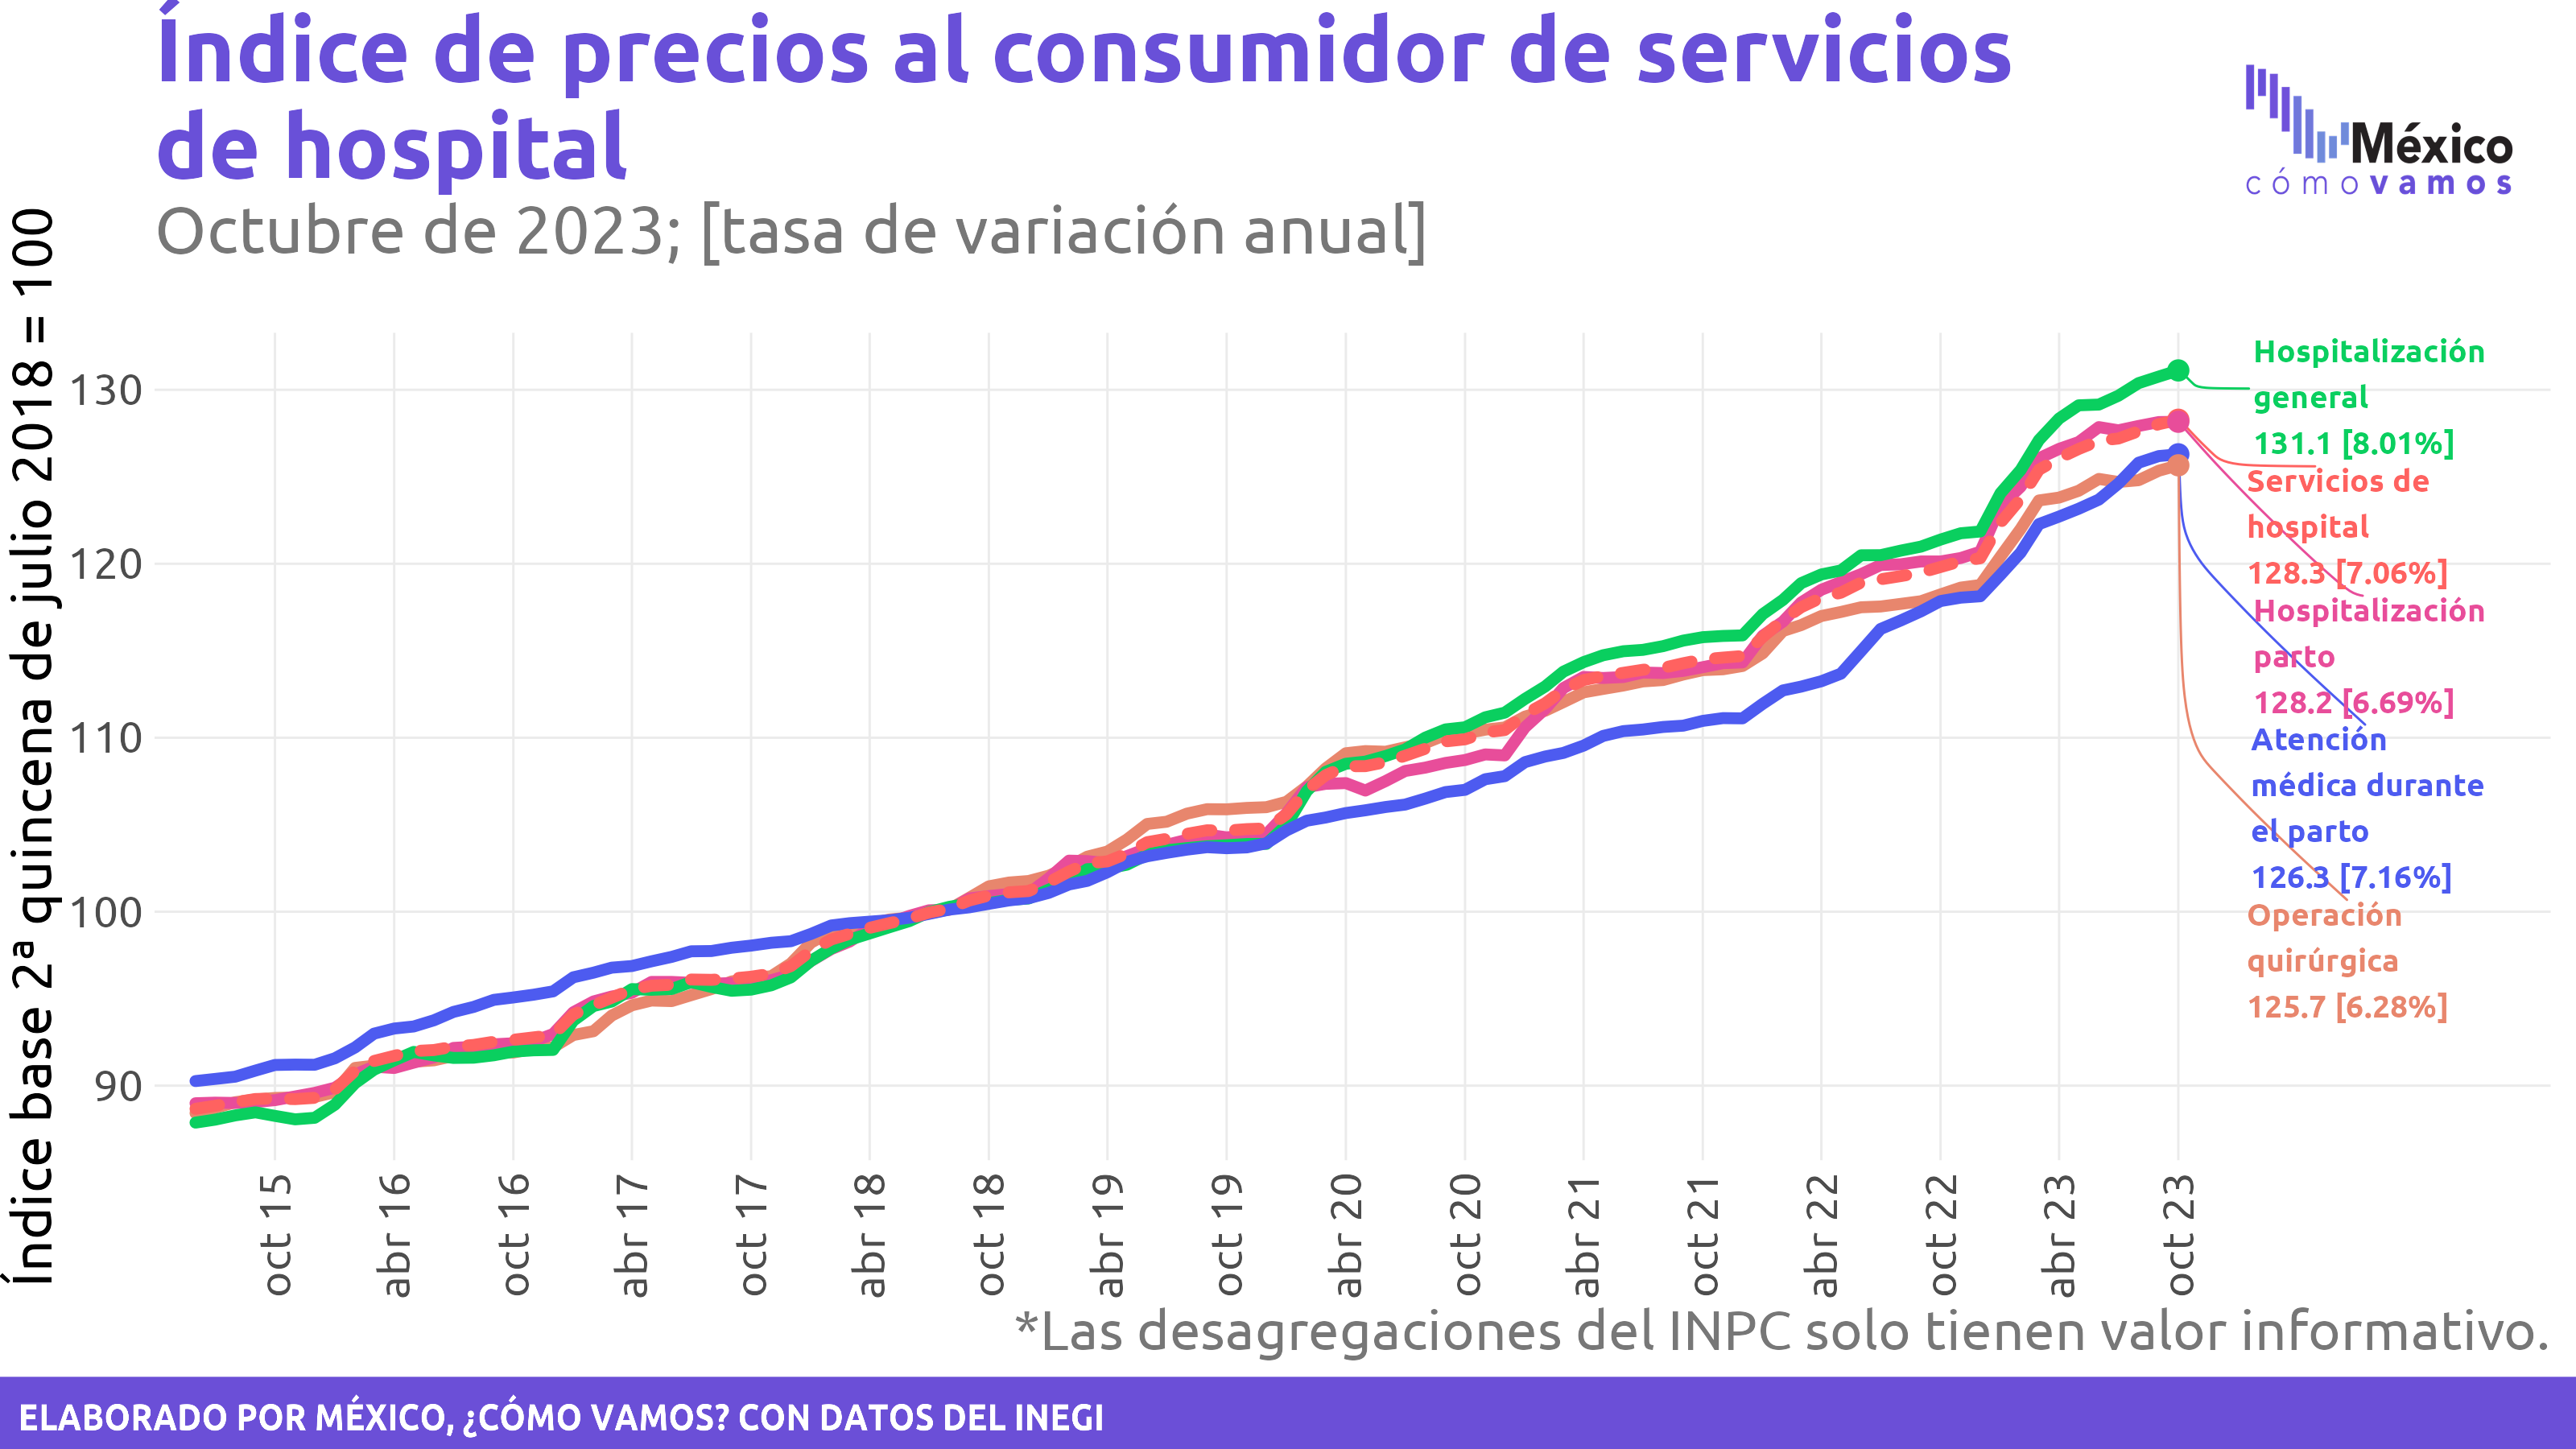 Índice de precios al consumidor de servicios
de hospital
Octubre de 2023; [tasa de variación anual]
México
cómovamos
Índice base 2ª quincena de julio 2018 = 100
130
120
110
100
90
Hospitalización
general
131.1 [8.01%]
Servicios de
hospital
128.3 [7.06%]
Hospitalización
parto
128.2 [6.69%]
Atención
médica durante
el parto
126.3 [7.16%]
Operación
quirúrgica
125.7 [6.28%]
oct 15
abr 16
oct 16
abr 17
oct 17
abr 18
oct 18
abr 19
oct 19
abr 20
oct 20
abr 21
oct 21
abr 22
oct 22
abr 23
oct 23
*Las desagregaciones del INPC solo tienen valor informativo.
ELABORADO POR MÉXICO, ¿CÓMO VAMOS? CON DATOS DEL INEGI